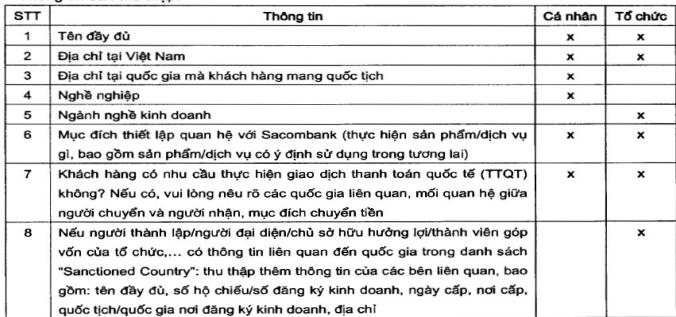 STT Thông tin Cá nhân Tổ chức
1 Tên đầy đủ x x
2 Địa chỉ tại Việt Nam x x
3 Địa chỉ tại quốc gia mà khách hàng mang quốc tịch x
4 Nghề nghiệp x
5 Ngành nghề kinh doanh x
6 Mục đích thiết lập quan hệ với Sacombank (thực hiện sản phẩm/dịch vụ x x
gì, bao gồm sản phẩm/dịch vụ có ý định sử dụng trong tương lai)
7 Khách hàng có nhu cầu thực hiện giao dịch thanh toán quốc tế (TTQT) x x
không? Nếu có, vui lòng nêu rõ các quốc gia liên quan, mối quan hệ giữa
người chuyển và người nhận, mục đích chuyển tiền
8 Nếu người thành lập/người đại diện/chủ sở hữu hưởng lợi/thành viên góp x
vốn của tổ chức,... có thông tin liên quan đến quốc gia trong danh sách
"Sanctioned Country": thu thập thêm thông tin của các bên liên quan, bao
gồm: tên đầy đủ, số hộ chiếu/số đăng ký kinh doanh, ngày cấp, nơi cấp,
quốc tịch/quốc gia nơi đăng ký kinh doanh, địa chỉ